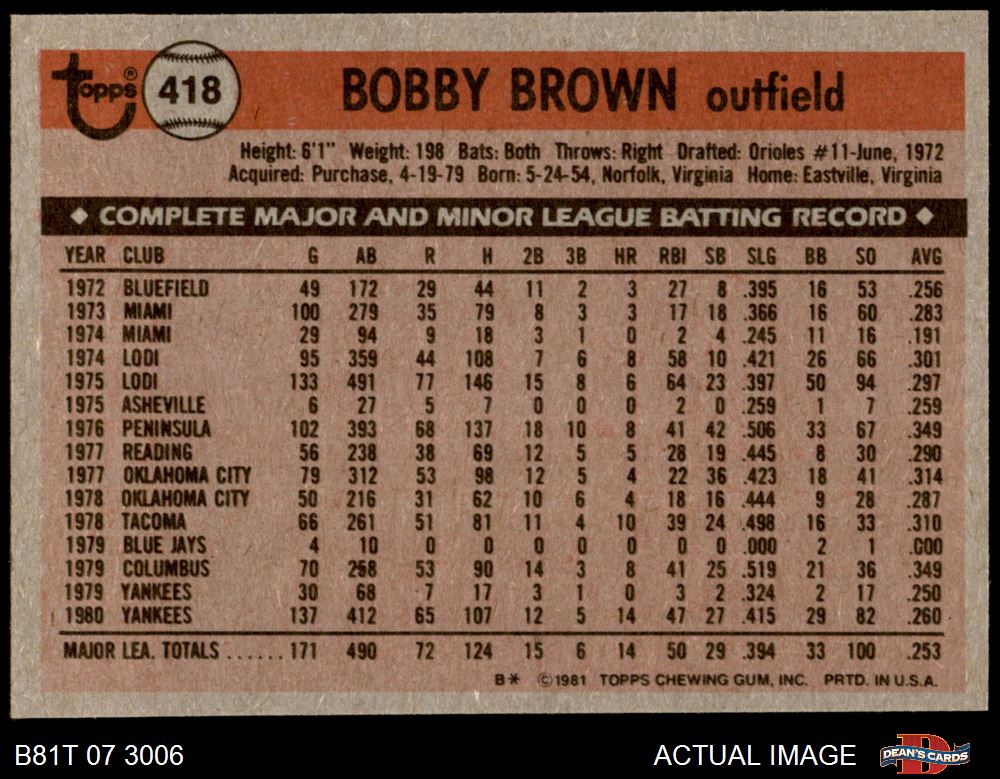 Topps® 418 BOBBY BROWN outfield
Height: 6'1" Weight: 198 Bats: Both Throws: Right Drafted: Orioles #11-June, 1972
Acquired: Purchase, 4-19-79 Born: 5-24-54, Norfolk, Virginia Home: Eastville, Virginia
◆ COMPLETE MAJOR AND MINOR LEAGUE BATTING RECORD ◆
YEAR CLUB G AB R H 2B 3B HR RBI SB SLG BB SO AVG
1972 BLUEFIELD 49 172 29 44 11 2 3 27 8 .395 16 53 .256
1973 MIAMI 100 279 35 79 8 3 3 17 18 .366 16 60 .283
1974 MIAMI 29 94 9 18 3 1 0 2 4 .245 11 16 .191
1974 LODI 95 359 44 108 7 6 8 58 10 .421 26 66 .301
1975 LODI 133 491 77 146 15 8 6 64 23 .397 50 94 .297
1975 ASHEVILLE 6 27 5 7 0 0 0 2 0 .259 1 7 .259
1976 PENINSULA 102 393 68 137 18 10 8 41 42 .506 33 67 .349
1977 READING 56 238 38 69 12 5 5 28 19 .445 8 30 .290
1977 OKLAHOMA CITY 79 312 53 98 12 5 4 22 36 .423 18 41 .314
1978 OKLAHOMA CITY 50 216 31 62 10 6 4 18 16 .444 9 28 .287
1978 TACOMA 66 261 51 81 11 4 10 39 24 .498 16 33 .310
1979 BLUE JAYS 4 10 0 0 0 0 0 0 0 .000 2 1 .000
1979 COLUMBUS 70 258 53 90 14 3 8 41 25 .519 21 36 .349
1979 YANKEES 30 68 7 17 3 1 0 3 2 .324 2 17 .250
1980 YANKEES 137 412 65 107 12 5 14 47 27 .415 29 82 .260
MAJOR LEA. TOTALS ...... 171 490 72 124 15 6 14 50 29 .394 33 100 .253
B* ©1981 TOPPS CHEWING GUM, INC. PRTD. IN U.S.A.
B81T 07 3006 ACTUAL IMAGE DEAN'S CARDS